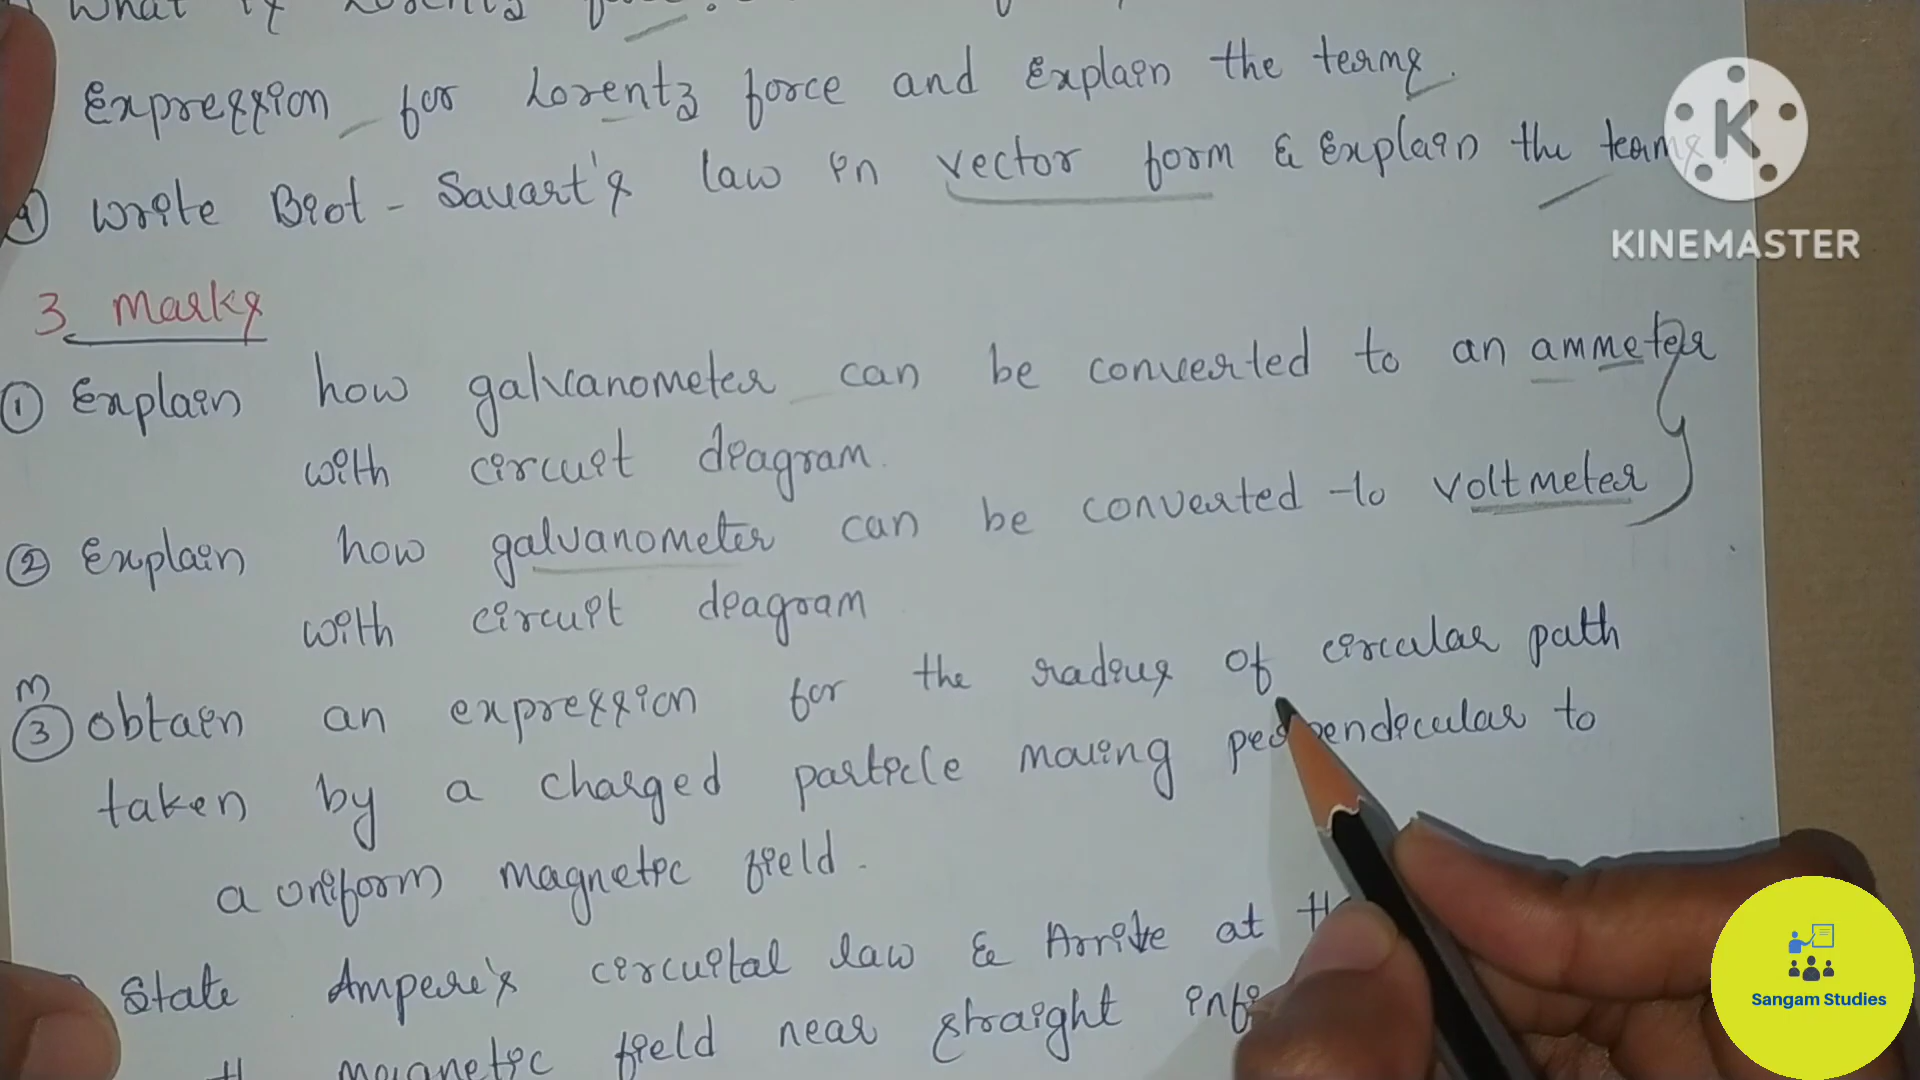 What is Lorentz force?
Expression for Lorentz force and Explain the terms.
4) Write Biot - Savart's law in vector form & Explain the terms.
3 Marks
① Explain how galvanometer can be converted to an ammeter
with circuit diagram.
② Explain how galvanometer can be converted to voltmeter
with circuit diagram
M
③ obtain an expression for the radius of circular path
taken by a charged particle moving perpendicular to
a uniform magnetic field.
State Ampere's circuital law & Arrive at
magnetic field near straight
K
KINEMASTER
Sangam Studies